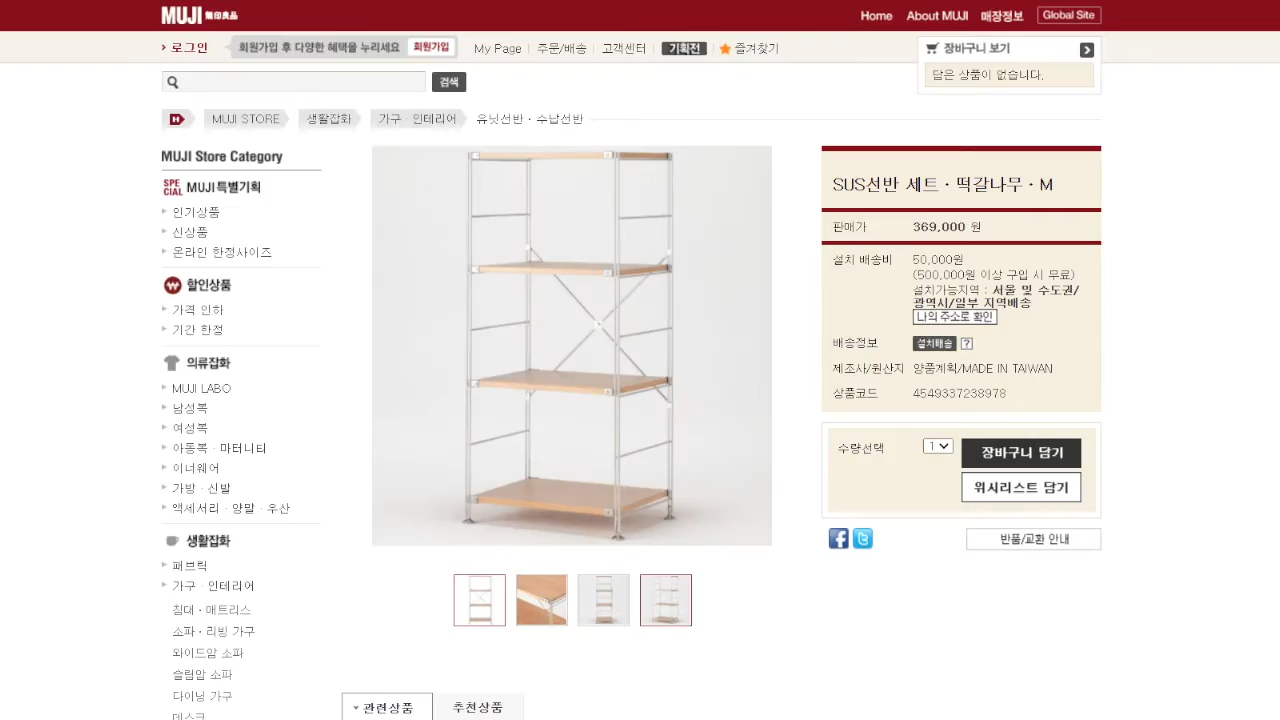 MUJI 無印良品
Home About MUJI 매장정보 Global Site
로그인 회원가입 후 다양한 혜택을 누리세요 회원가입 My Page 주문/배송 고객센터 기획전 즐겨찾기
장바구니 보기
담은 상품이 없습니다.
검색
MUJI STORE 생활잡화 가구 · 인테리어 유닛선반 · 수납선반
MUJI Store Category
SPECIAL MUJI特별기획
인기상품
신상품
온라인 한정사이즈
할인상품
가격 인하
기간 한정
의류잡화
MUJI LABO
남성복
여성복
아동복 · 마터니티
이너웨어
가방 · 신발
액세서리 · 양말 · 우산
생활잡화
패브릭
가구 · 인테리어
침대 · 매트리스
소파 · 리빙 가구
와이드암 소파
슬림암 소파
다이닝 가구
데스크
SUS선반 세트 · 떡갈나무 · M
판매가 369,000 원
설치 배송비 50,000원
(500,000원 이상 구입 시 무료)
설치가능지역 : 서울 및 수도권/
광역시/일부 지역배송
나의 주소로 확인
배송정보 설치배송 ?
제조사/원산지 양품계획/MADE IN TAIWAN
상품코드 4549337238978
수량선택 1 장바구니 담기
위시리스트 담기
반품/교환 안내
관련상품 추천상품